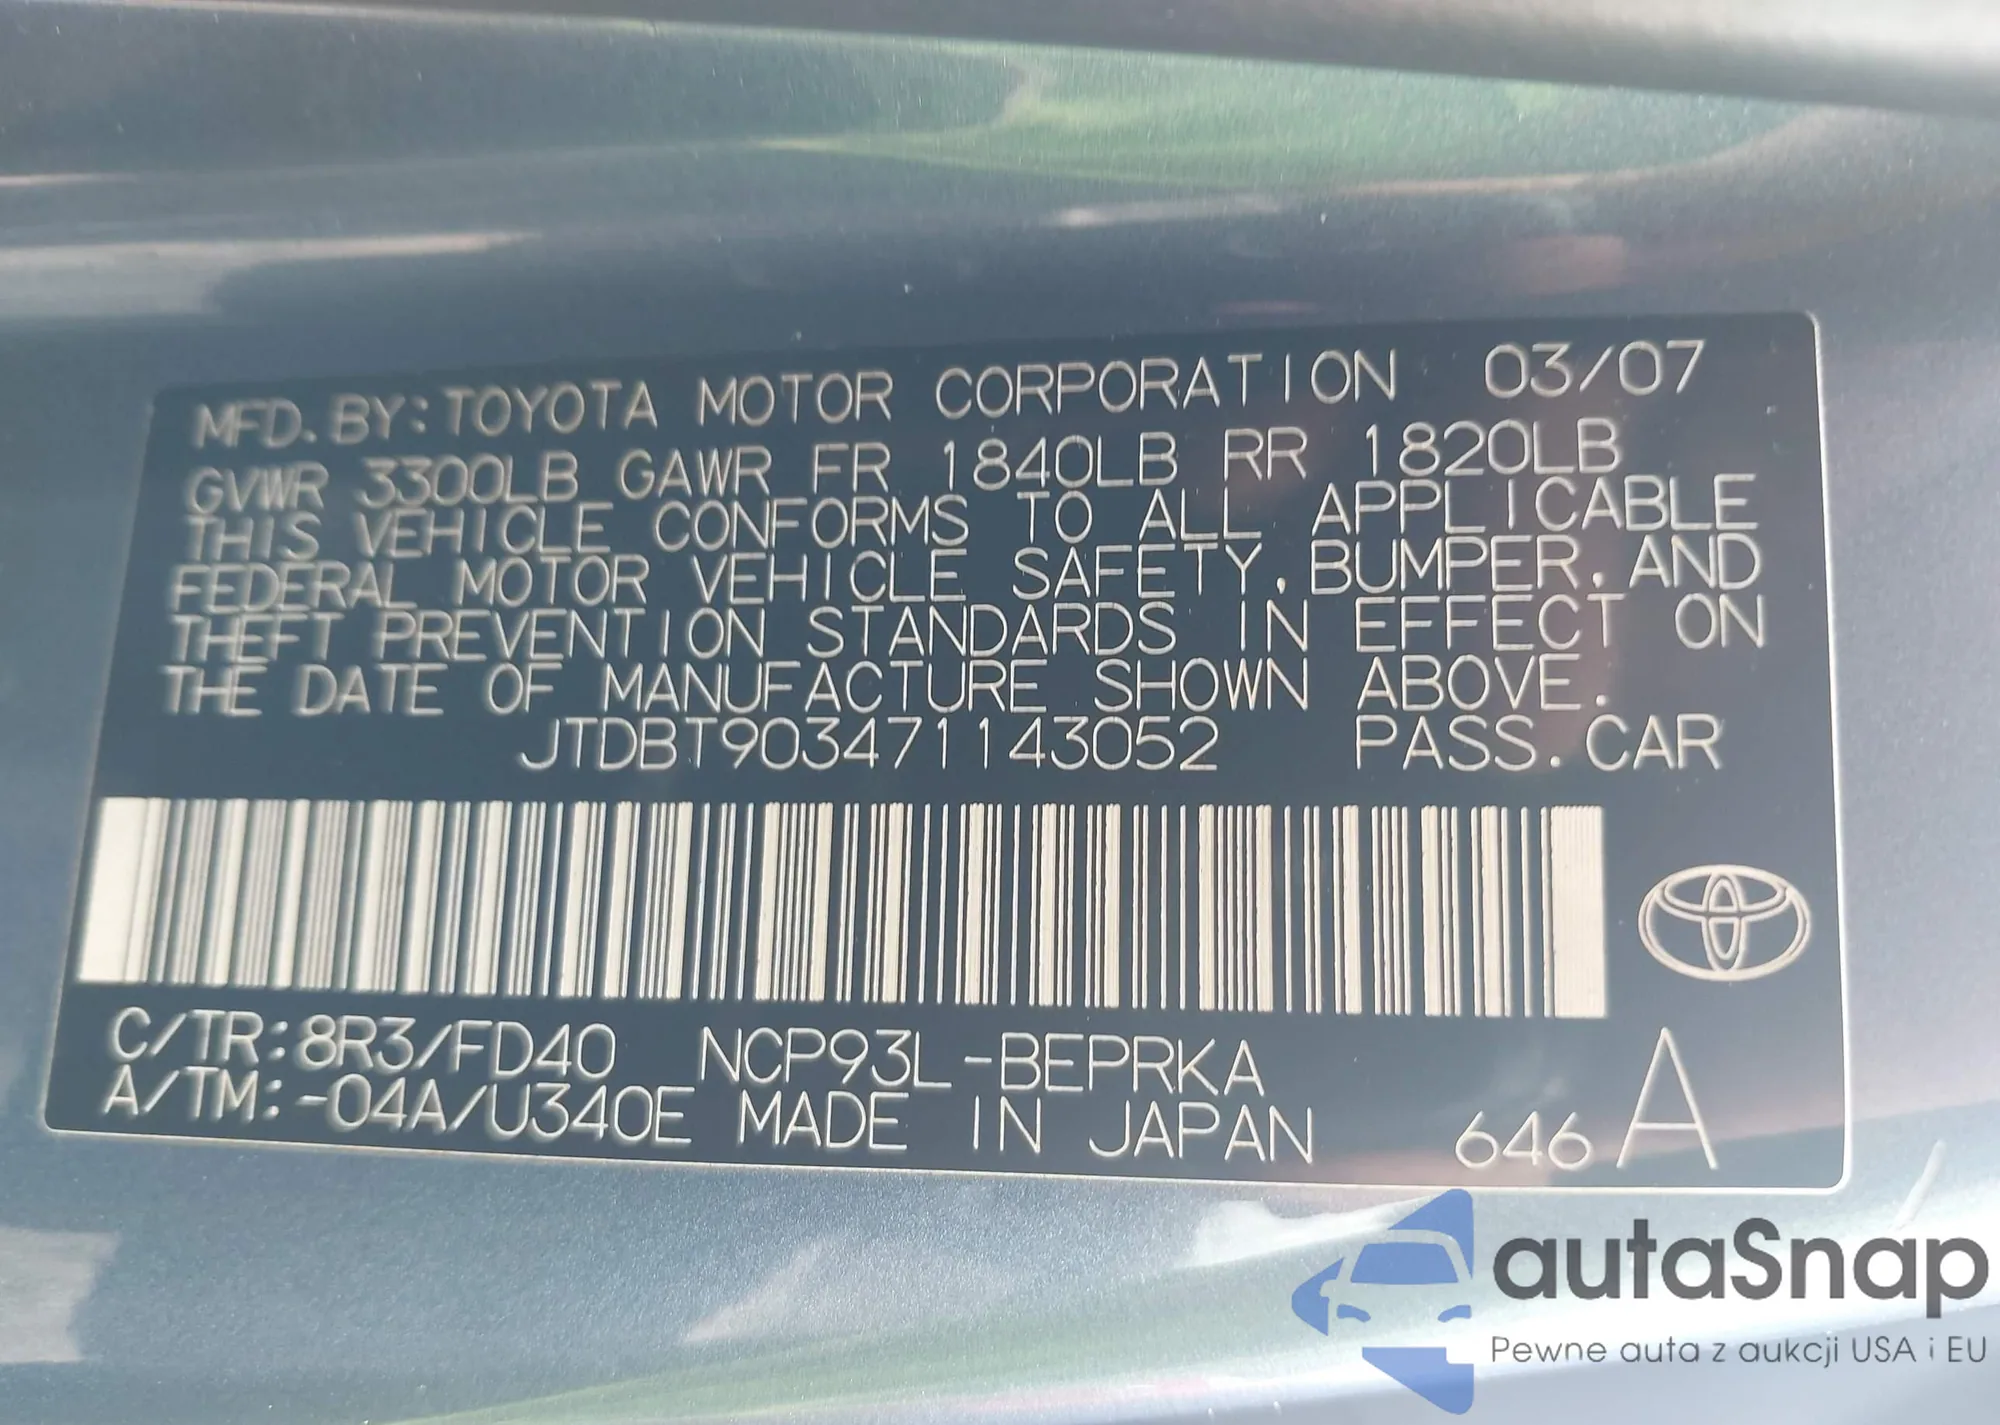 MFD. BY: TOYOTA MOTOR CORPORATION 03/07
GVWR 3300LB GAWR FR 1840LB RR 1820LB
THIS VEHICLE CONFORMS TO ALL APPLICABLE
FEDERAL MOTOR VEHICLE SAFETY, BUMPER, AND
THEFT PREVENTION STANDARDS IN EFFECT ON
THE DATE OF MANUFACTURE SHOWN ABOVE.
JTDBT903471143052 PASS. CAR
C/TR: 8R3/FD40 NCP93L-BEPRKA
A/TM: -04A/U340E MADE IN JAPAN 646 A
autaSnap
Pewne auta z aukcji USA i EU